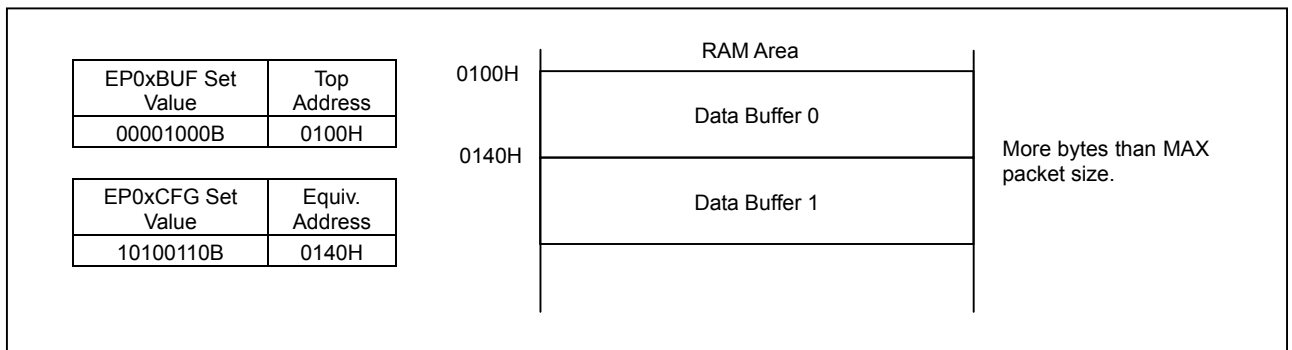 EP0xBUF Set Value
Top Address
00001000B
0100H
EP0xCFG Set Value
Equiv. Address
10100110B
0140H
RAM Area
0100H
Data Buffer 0
0140H
Data Buffer 1
More bytes than MAX
packet size.